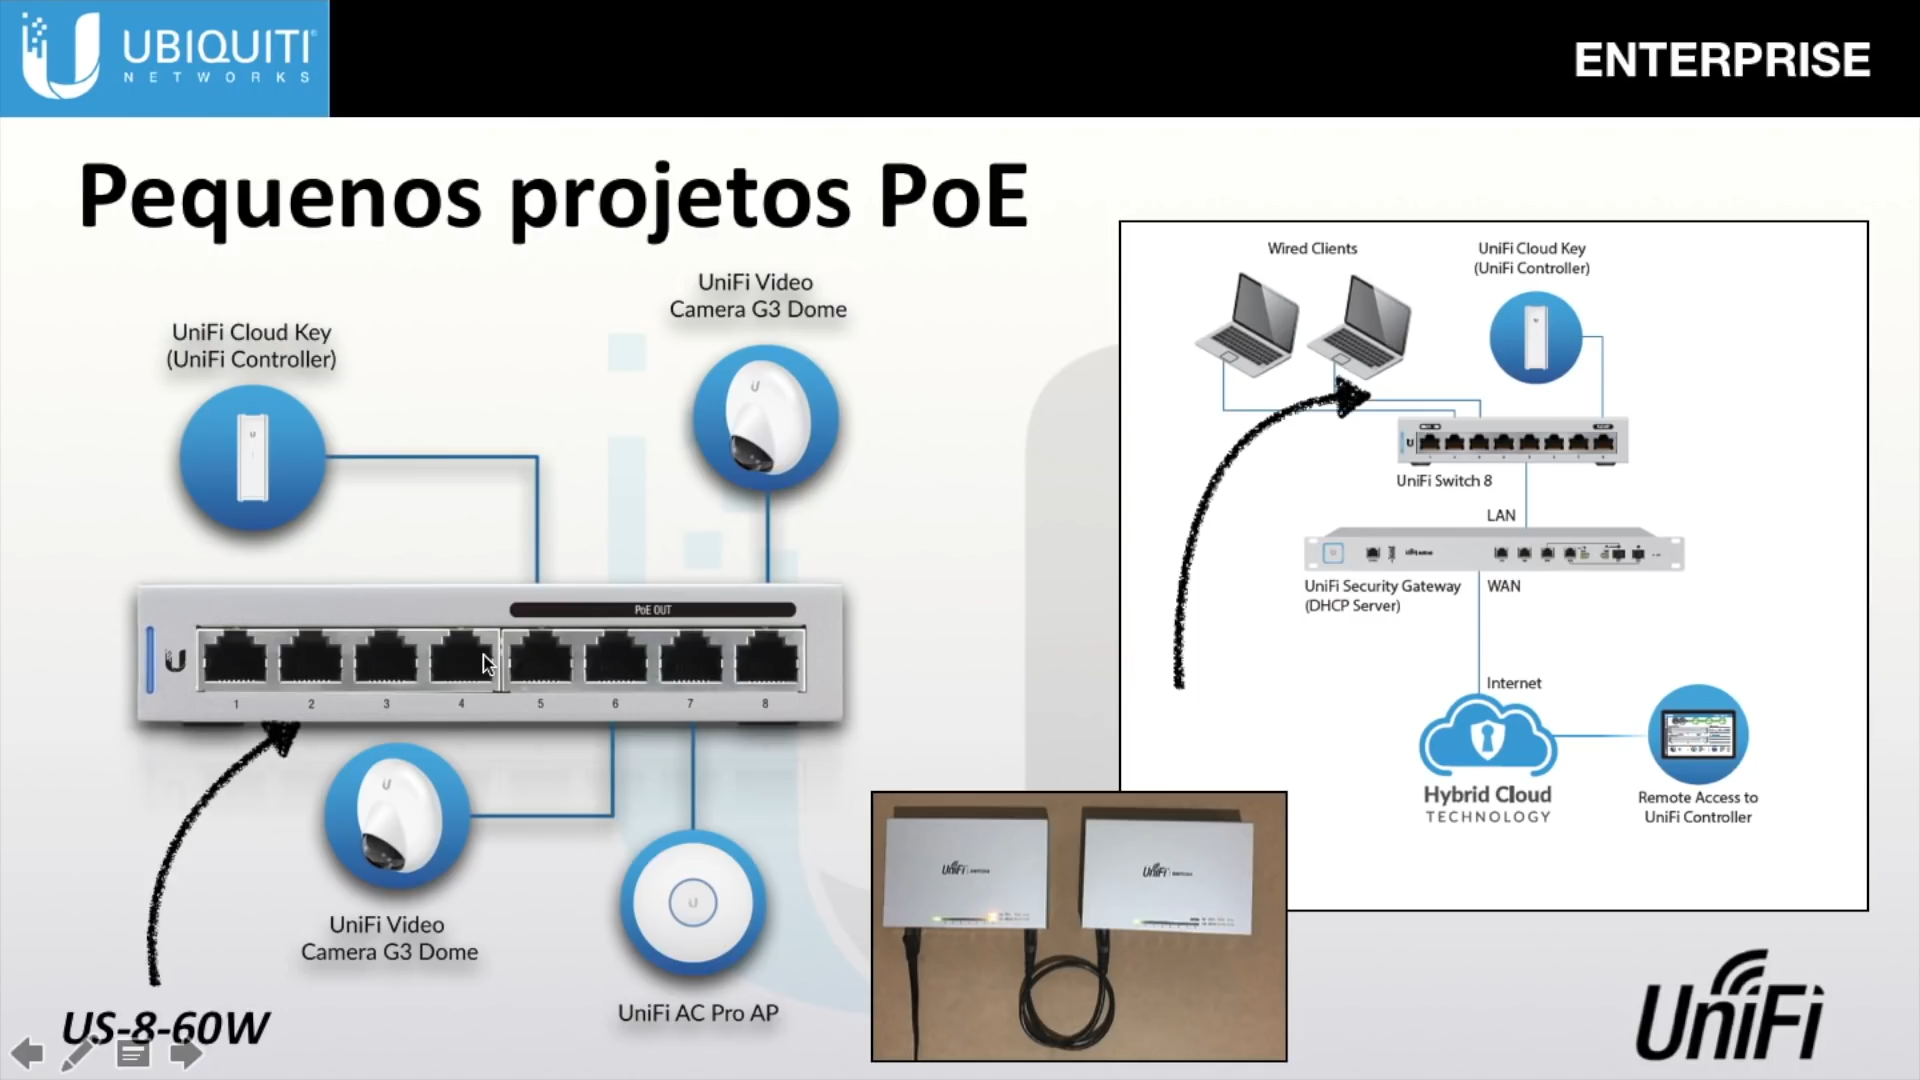 UBIQUITI
NETWORKS
ENTERPRISE
Pequenos projetos PoE
UniFi Cloud Key
(UniFi Controller)
UniFi Video
Camera G3 Dome
PoE OUT
1 2 3 4 5 6 7 8
UniFi Video
Camera G3 Dome
UniFi AC Pro AP
US-8-60W
Wired Clients
UniFi Cloud Key
(UniFi Controller)
UniFi Switch 8
LAN
UniFi Security Gateway
(DHCP Server)
WAN
Internet
Hybrid Cloud
TECHNOLOGY
Remote Access to
UniFi Controller
UniFi
UniFi
UniFi